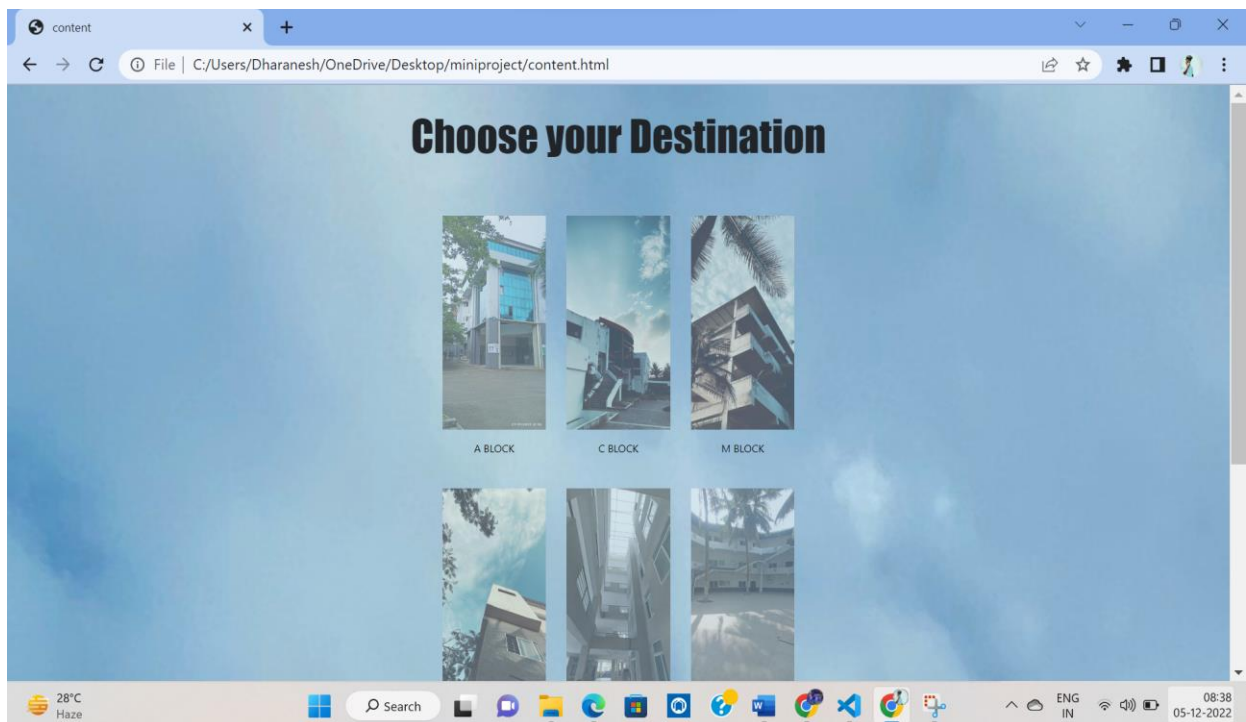 content
File | C:/Users/Dharanesh/OneDrive/Desktop/miniproject/content.html
Choose your Destination
A BLOCK
C BLOCK
M BLOCK
28°C
Haze
Search
ENG
IN
08:38
05-12-2022